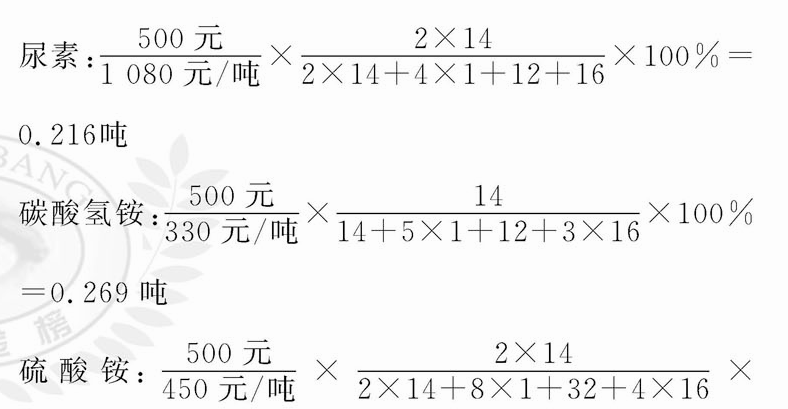 尿素:500 元/1 080 元/吨×2×14/2×14+4×1+12+16×100%=
0.216吨
碳酸氢铵:500 元/330 元/吨×14/14+5×1+12+3×16×100%
=0.269 吨
硫酸铵:500 元/450 元/吨×2×14/2×14+8×1+32+4×16×
BANG
榜